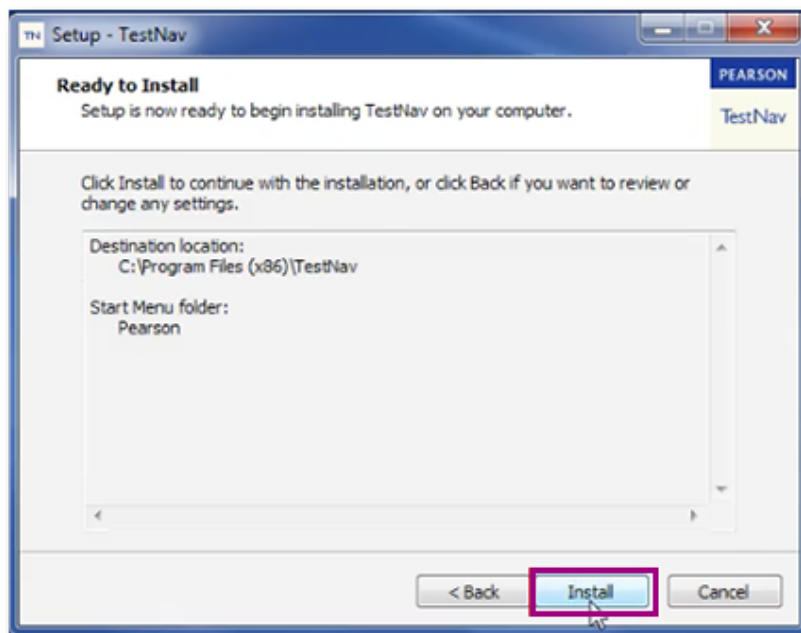 TN Setup - TestNav
Ready to Install
Setup is now ready to begin installing TestNav on your computer.
PEARSON
TestNav
Click Install to continue with the installation, or click Back if you want to review or
change any settings.
Destination location:
C:\Program Files (x86)\TestNav
Start Menu folder:
Pearson
< Back Install Cancel